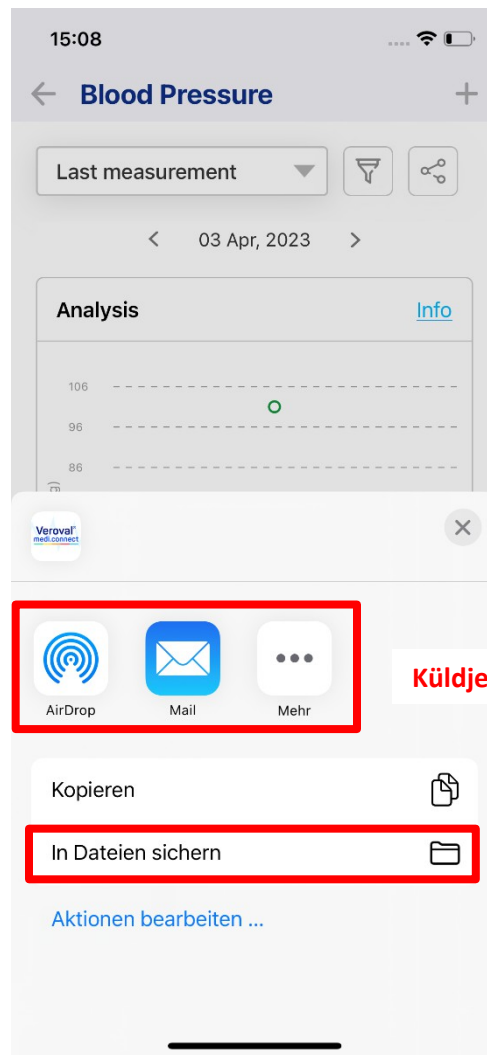 15:08
Blood Pressure
Last measurement
03 Apr, 2023
Analysis Info
106
96
86
Veroval®
medi.connect
AirDrop Mail Mehr
Küldje
Kopieren
In Dateien sichern
Aktionen bearbeiten ...